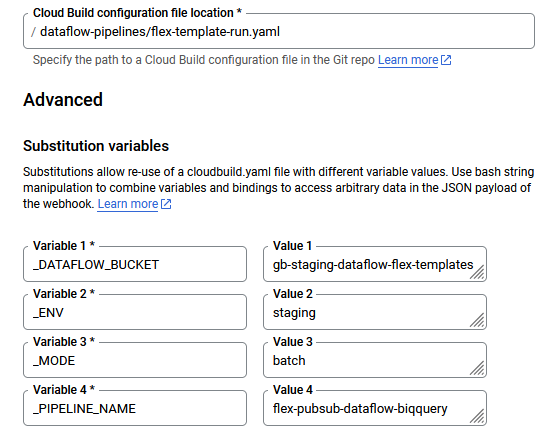 Cloud Build configuration file location *
/ dataflow-pipelines/flex-template-run.yaml
Specify the path to a Cloud Build configuration file in the Git repo Learn more
Advanced
Substitution variables
Substitutions allow re-use of a cloudbuild.yaml file with different variable values. Use bash string
manipulation to combine variables and bindings to access arbitrary data in the JSON payload of
the webhook. Learn more
Variable 1 * Value 1
_DATAFLOW_BUCKET gb-staging-dataflow-flex-templates
Variable 2 * Value 2
_ENV staging
Variable 3 * Value 3
_MODE batch
Variable 4 * Value 4
_PIPELINE_NAME flex-pubsub-dataflow-biqquery